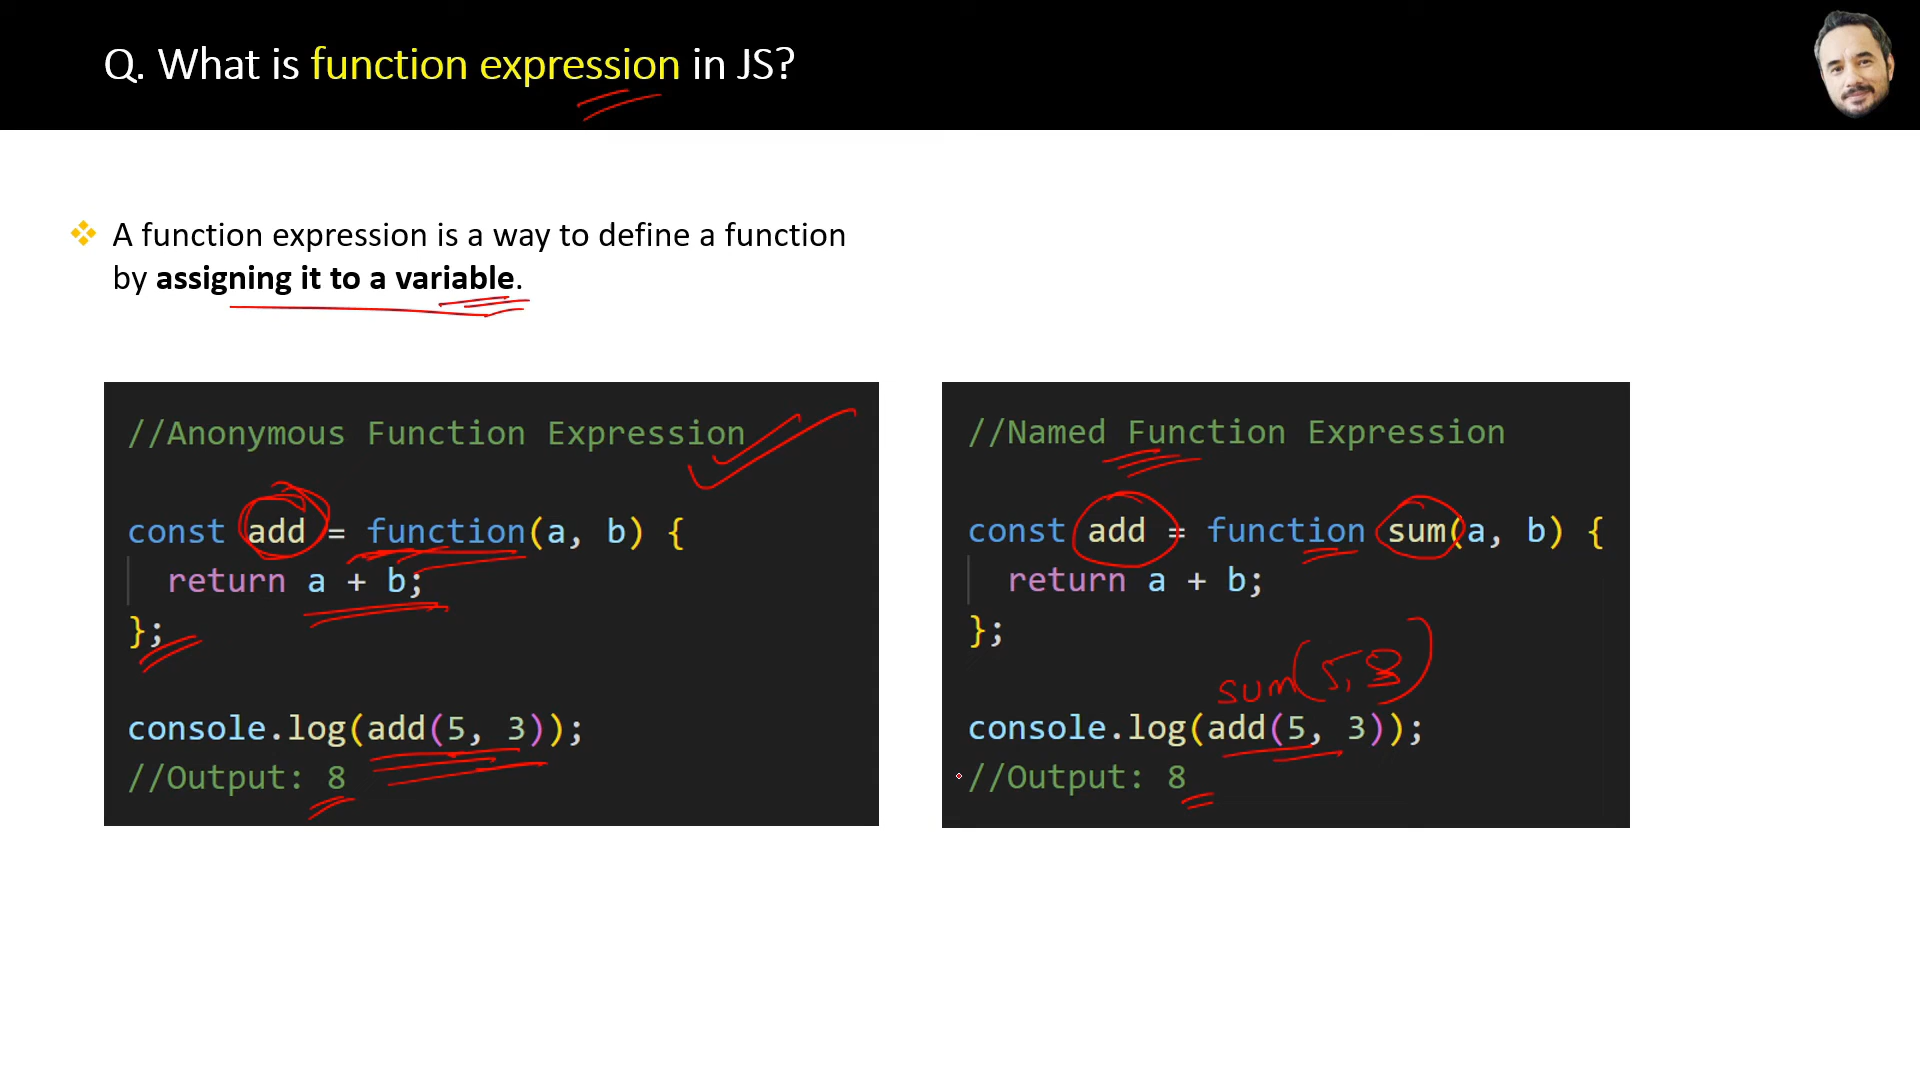 Q. What is function expression in JS?
A function expression is a way to define a function
by assigning it to a variable.
//Anonymous Function Expression
const add = function(a, b) {
return a + b;
};
console.log(add(5, 3));
//Output: 8
//Named Function Expression
const add = function sum(a, b) {
return a + b;
};
sum(5,3)
console.log(add(5, 3));
//Output: 8